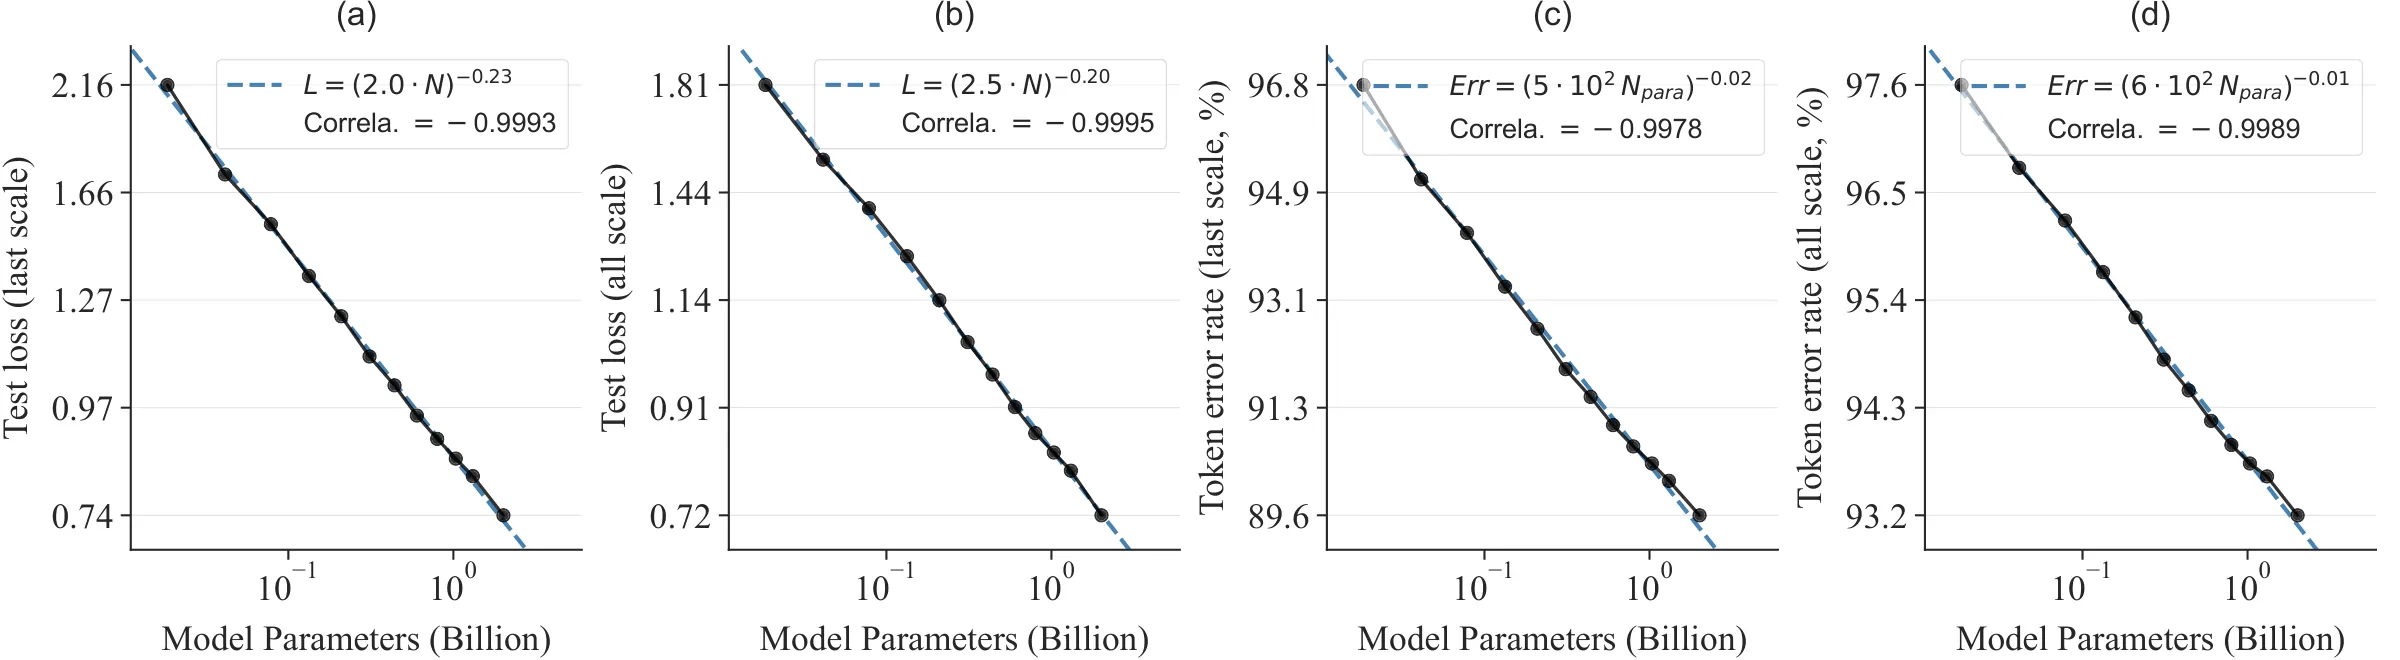 (a)
Test loss (last scale)
2.16
1.66
1.27
0.97
0.74
L = (2.0 · N)^−0.23
Correla. = − 0.9993
10^−1
10^0
Model Parameters (Billion)
(b)
Test loss (all scale)
1.81
1.44
1.14
0.91
0.72
L = (2.5 · N)^−0.20
Correla. = − 0.9995
10^−1
10^0
Model Parameters (Billion)
(c)
Token error rate (last scale, %)
96.8
94.9
93.1
91.3
89.6
Err = (5 · 10^2 N_para)^−0.02
Correla. = − 0.9978
10^−1
10^0
Model Parameters (Billion)
(d)
Token error rate (all scale, %)
97.6
96.5
95.4
94.3
93.2
Err = (6 · 10^2 N_para)^−0.01
Correla. = − 0.9989
10^−1
10^0
Model Parameters (Billion)